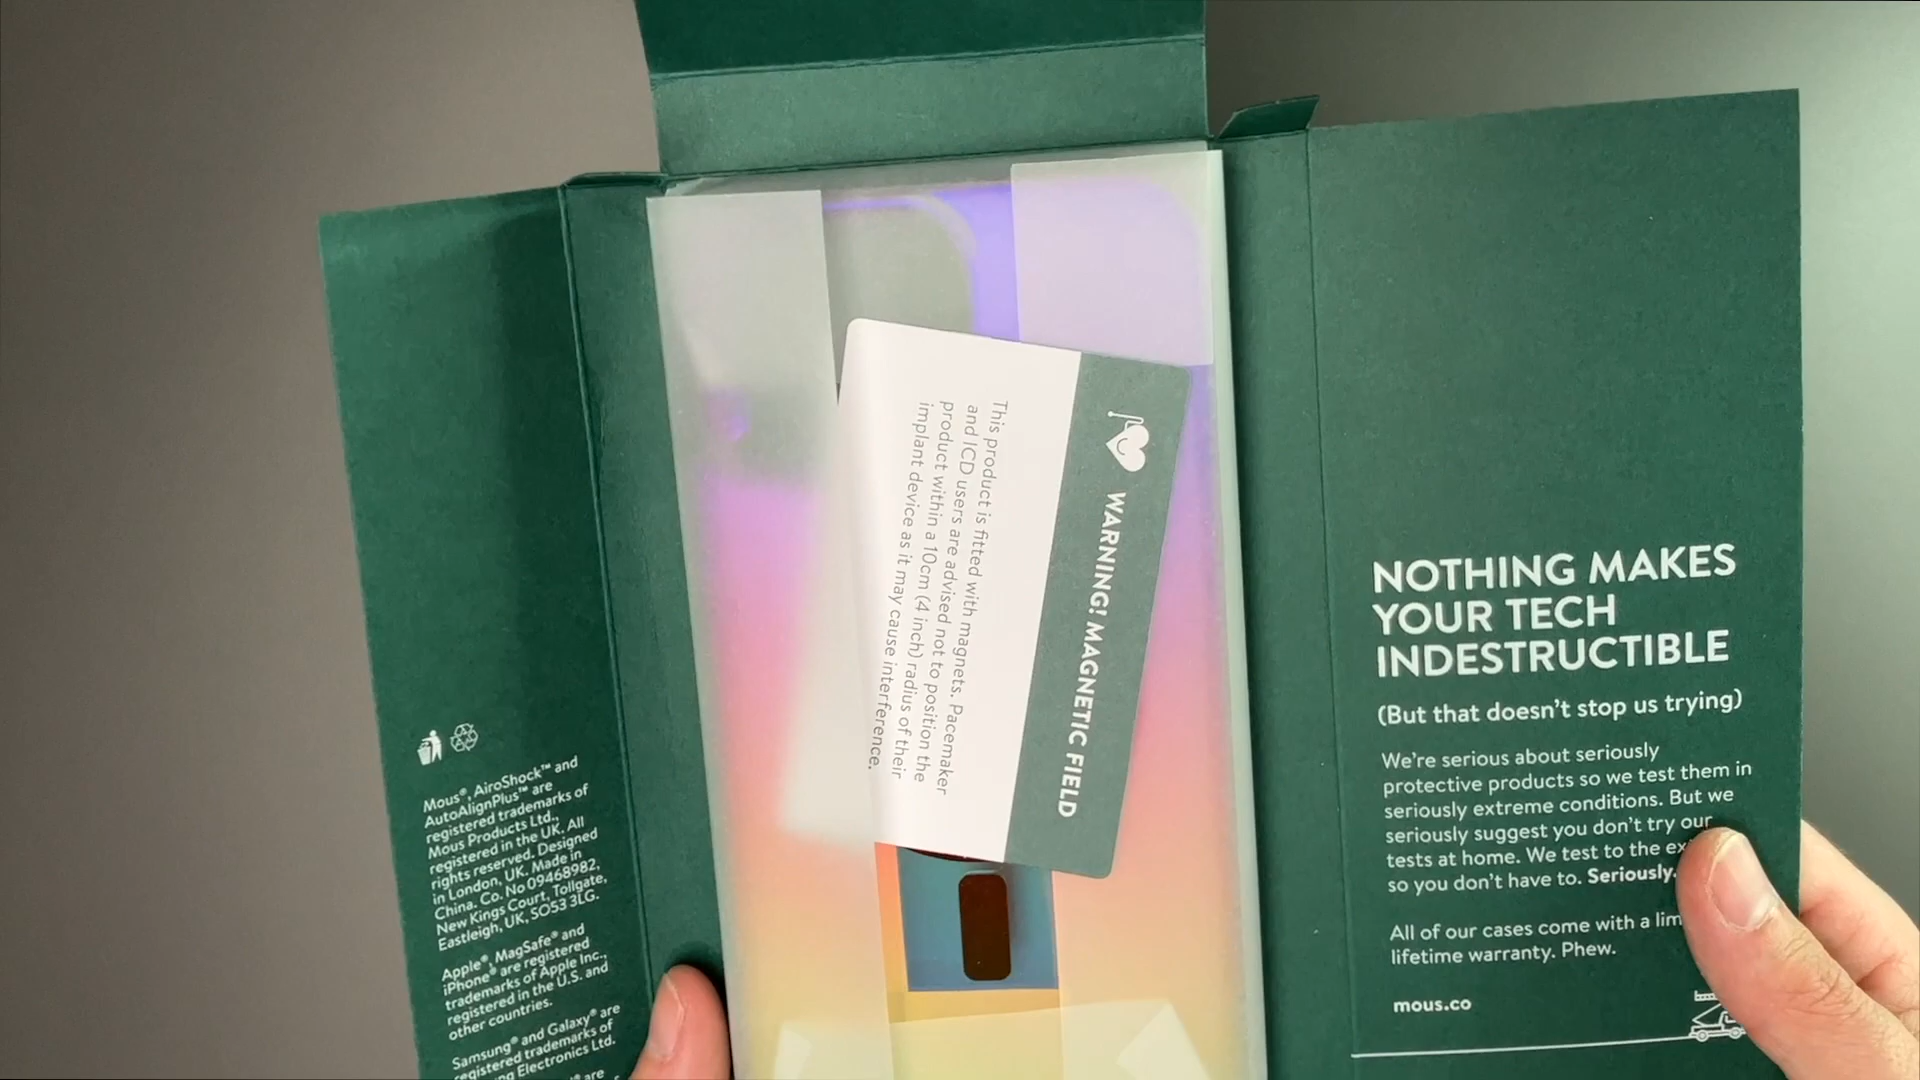 Mous®, AiroShock™ and
AutoAlignPlus™ are
registered trademarks of
Mous Products Ltd.,
registered in the UK. All
rights reserved. Designed
in London, UK. Made in
China. Co. No 09468982,
New Kings Court, Tollgate,
Eastleigh, UK, SO53 3LG.
Apple®, MagSafe® and
iPhone® are registered
trademarks of Apple Inc.,
registered in the U.S. and
other countries.
Samsung® and Galaxy® are
registered trademarks of
Electronics Ltd.
are
WARNING! MAGNETIC FIELD
This product is fitted with magnets. Pacemaker
and ICD users are advised not to position the
product within a 10cm (4 inch) radius of their
implant device as it may cause interference.
NOTHING MAKES
YOUR TECH
INDESTRUCTIBLE
(But that doesn't stop us trying)
We're serious about seriously
protective products so we test them in
seriously extreme conditions. But we
seriously suggest you don't try our
tests at home. We test to the
so you don't have to. Seriously.
All of our cases come with a
lifetime warranty. Phew.
mous.co